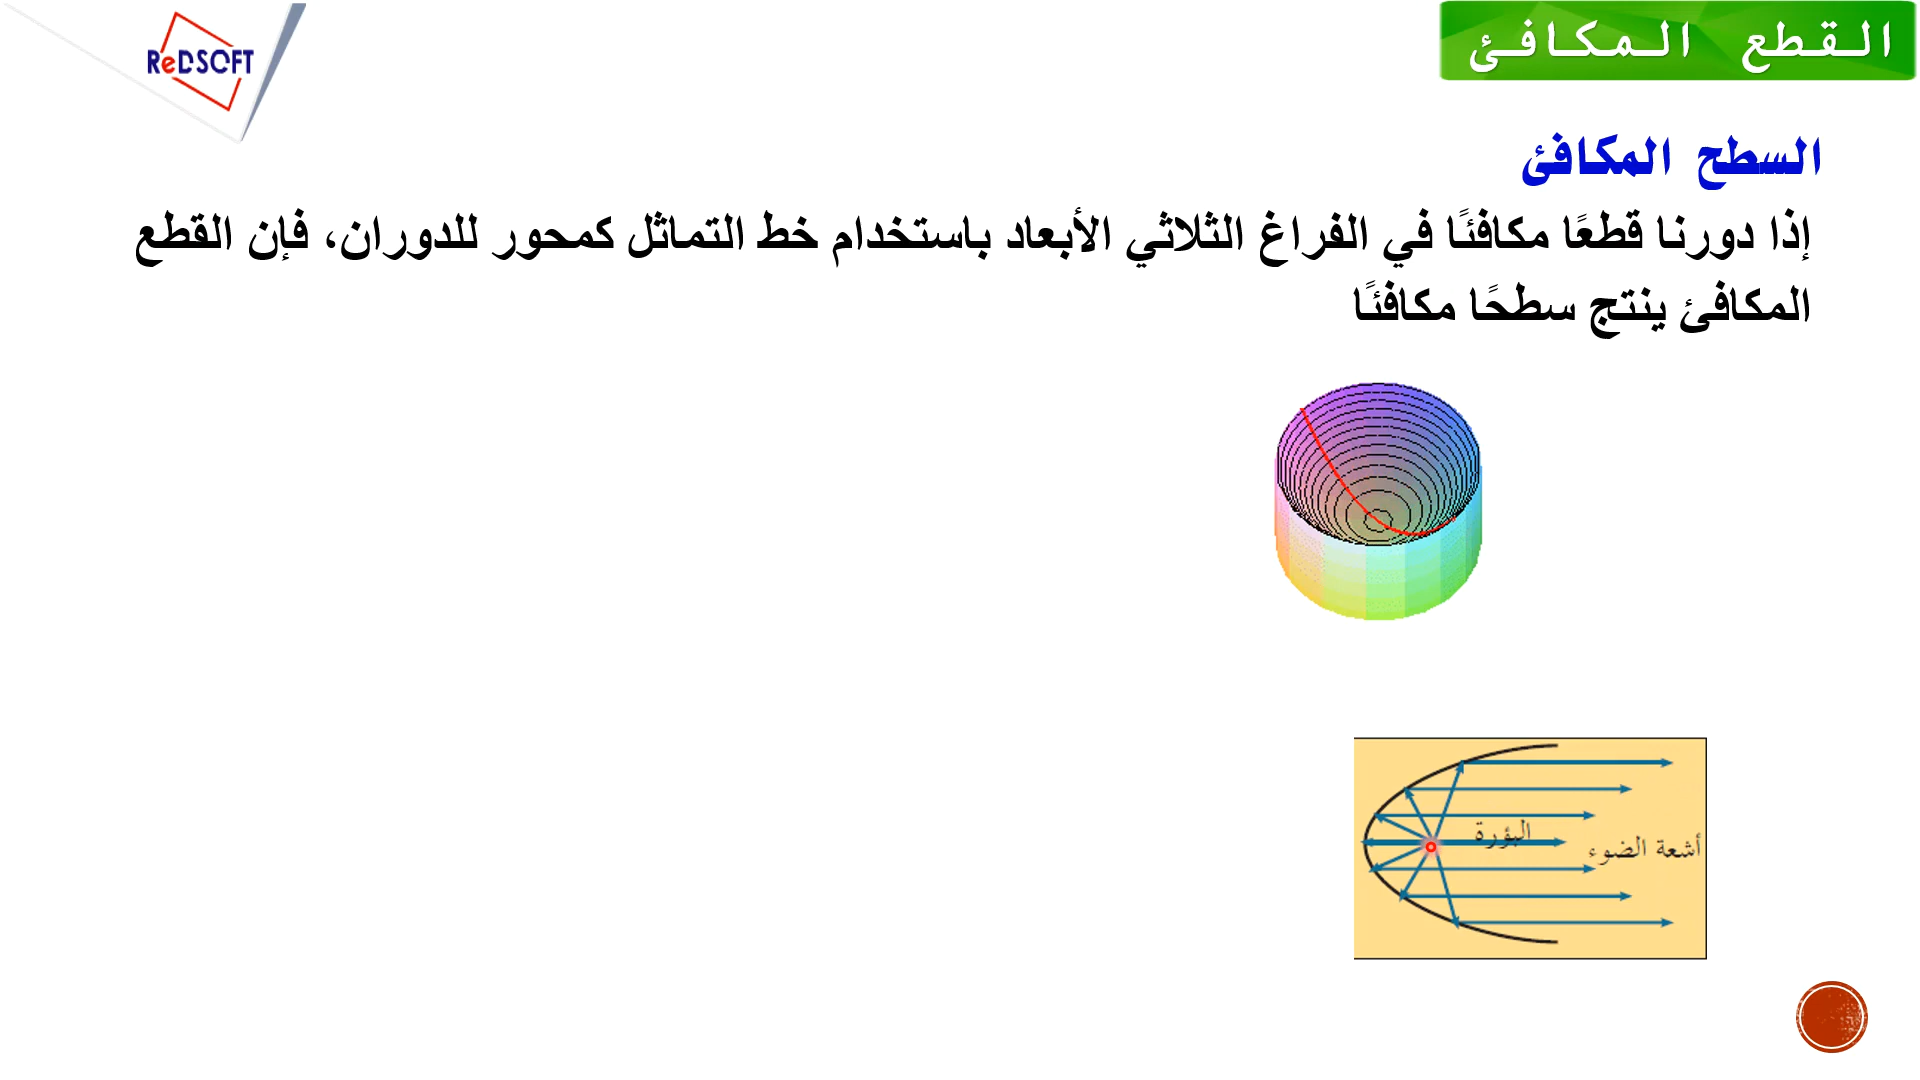 القطع المكافئ
ReDSOFT
السطح المكافئ
إذا دورنا قطعًا مكافئًا في الفراغ الثلاثي الأبعاد باستخدام خط التماثل كمحور للدوران، فإن القطع
المكافئ ينتج سطحًا مكافئًا
البؤرة
أشعة الضوء